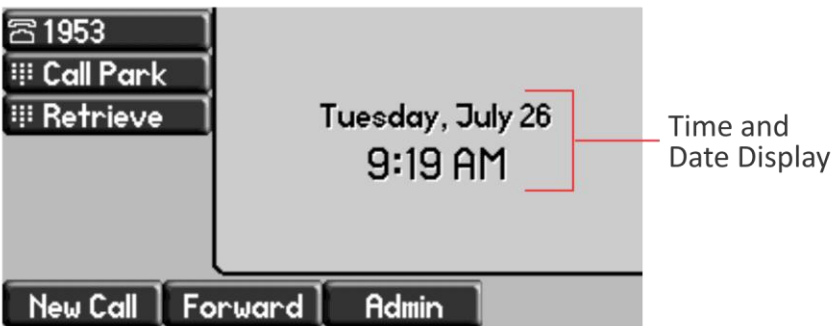 1953
Call Park
Retrieve
Tuesday, July 26
9:19 AM
Time and
Date Display
New Call
Forward
Admin